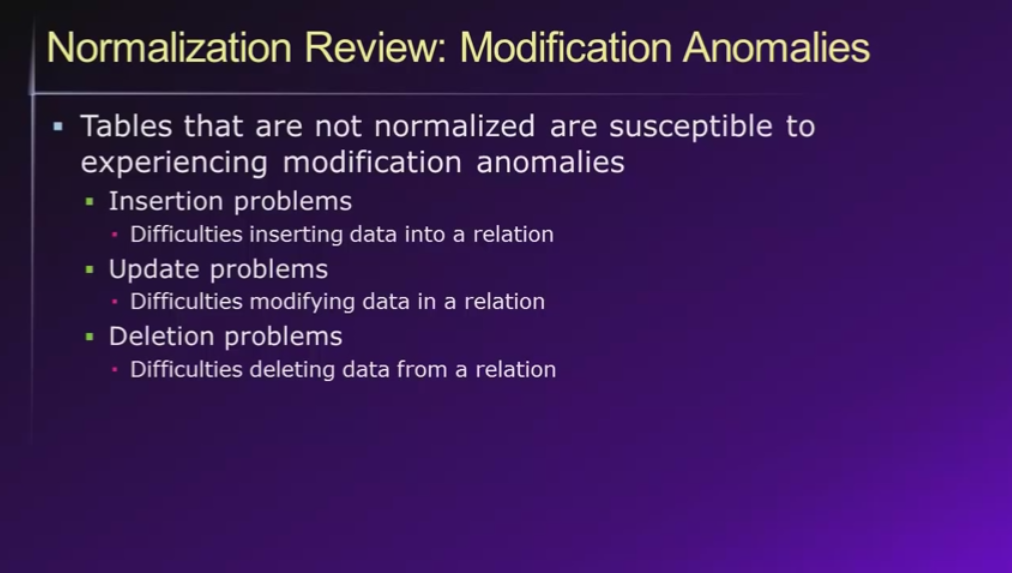 Normalization Review: Modification Anomalies
Tables that are not normalized are susceptible to
experiencing modification anomalies
Insertion problems
Difficulties inserting data into a relation
Update problems
Difficulties modifying data in a relation
Deletion problems
Difficulties deleting data from a relation